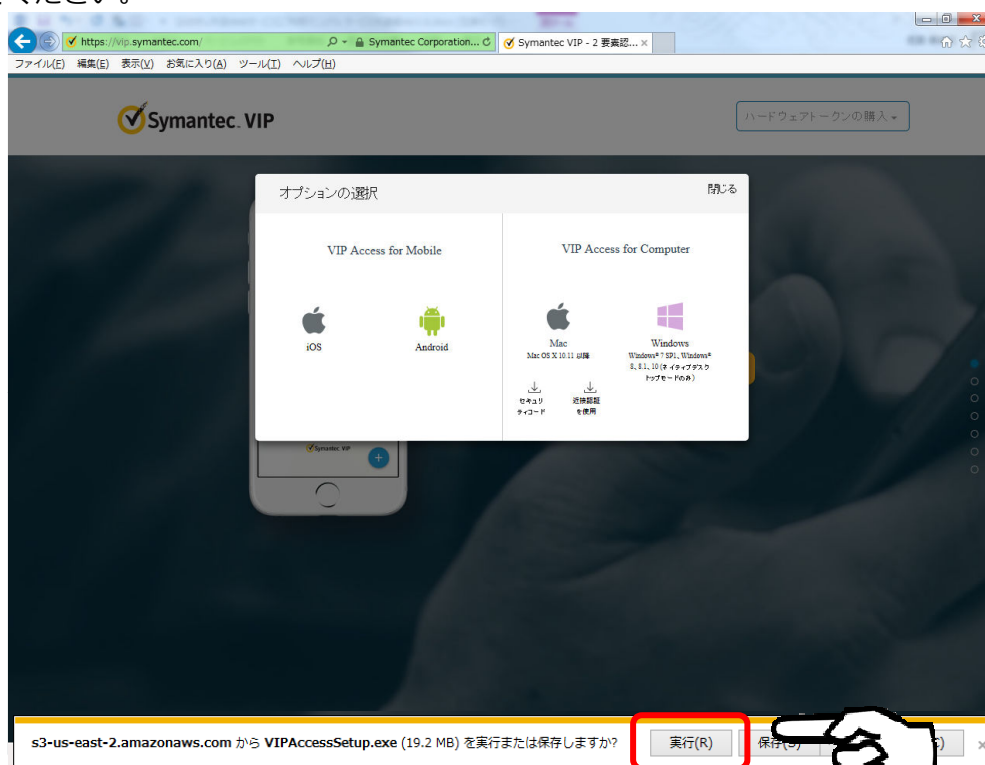 ください。
https://vip.symantec.com/
Symantec Corporation...
Symantec VIP - 2 要素認... ×
ファイル(F) 編集(E) 表示(V) お気に入り(A) ツール(T) ヘルプ(H)
Symantec. VIP
ハードウェアトークンの購入
オプションの選択
閉じる
VIP Access for Mobile
VIP Access for Computer
iOS
Android
Mac
Mac OS X 10.11 以降
Windows
Windows® 7 SP1、Windows®
8、8.1、10 (ネイティブデスク
トップモードのみ)
セキュリ
ティコード
近接認証
を使用
Symantec. VIP
s3-us-east-2.amazonaws.com から VIPAccessSetup.exe (19.2 MB) を実行または保存しますか?
実行(R)
保存(S)
×